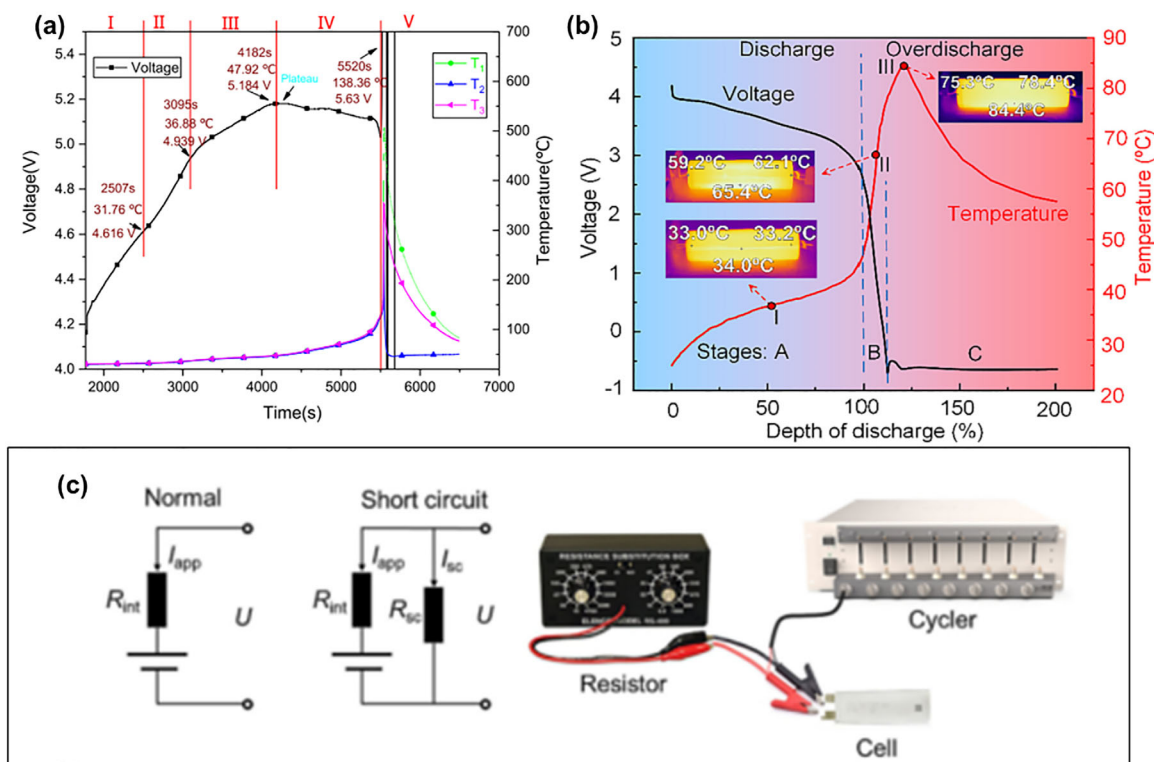 (a)
I II III IV V
Voltage
T1
T2
T3
2507s
31.76 ºC
4.616 V
3095s
36.88 ºC
4.939 V
4182s
47.92 ºC
5.184 V
Plateau
5520s
138.36 ºC
5.63 V
Voltage(V)
5.4
5.2
5.0
4.8
4.6
4.4
4.2
4.0
2000 3000 4000 5000 6000 7000
Time(s)
Temperature(ºC)
700
600
500
400
300
200
100
0
(b)
Discharge Overdischarge
Voltage
Temperature
III
75.3ºC 78.4ºC
84.4ºC
II
59.2ºC 62.1ºC
65.4ºC
33.0ºC 33.2ºC
34.0ºC
I
Stages: A B C
Voltage (V)
5
4
3
2
1
0
-1
0 50 100 150 200
Depth of discharge (%)
Temperature (ºC)
90
80
70
60
50
40
30
20
(c)
Normal
Iapp
Rint
U
Short circuit
Iapp Isc
Rint Rsc U
RESISTANCE SUBSTITUTION BOX
Resistor
Cycler
Cell